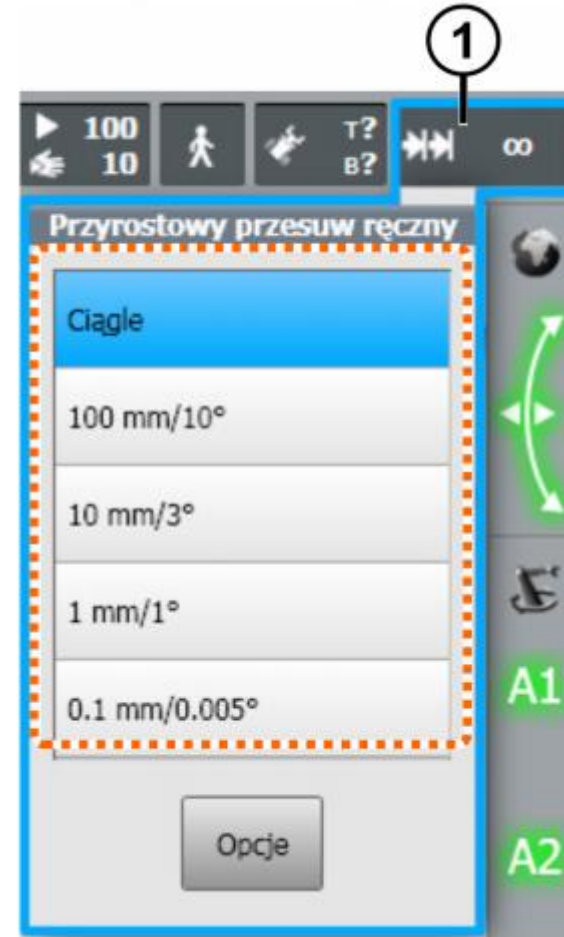 1
100
10
T?
B?
∞
Przyrostowy przesuw ręczny
Ciągle
100 mm/10°
10 mm/3°
1 mm/1°
0.1 mm/0.005°
Opcje
A1
A2